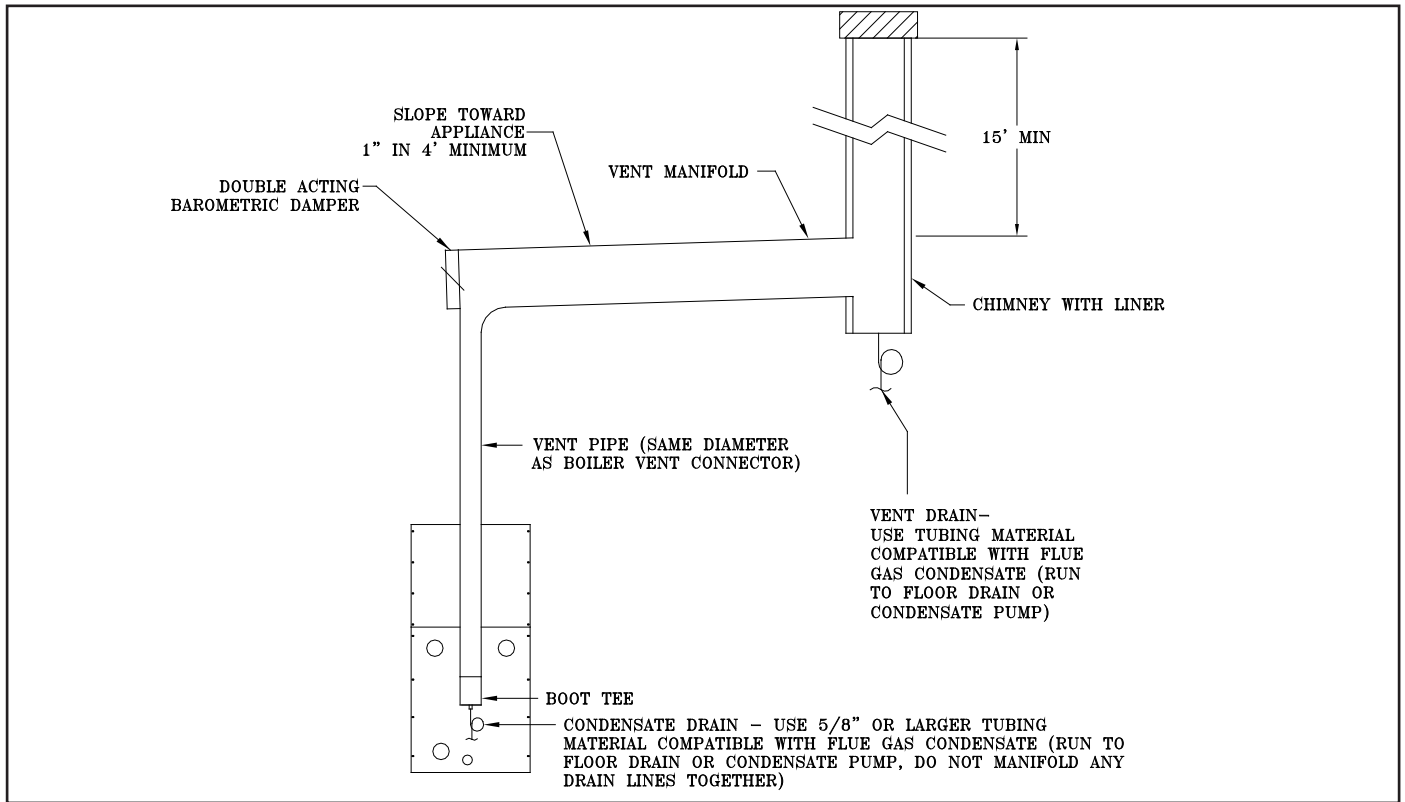 SLOPE TOWARD
APPLIANCE
1” IN 4’ MINIMUM
15’ MIN
VENT MANIFOLD
DOUBLE ACTING
BAROMETRIC DAMPER
CHIMNEY WITH LINER
VENT PIPE (SAME DIAMETER
AS BOILER VENT CONNECTOR)
VENT DRAIN–
USE TUBING MATERIAL
COMPATIBLE WITH FLUE
GAS CONDENSATE (RUN
TO FLOOR DRAIN OR
CONDENSATE PUMP)
BOOT TEE
CONDENSATE DRAIN – USE 5/8” OR LARGER TUBING
MATERIAL COMPATIBLE WITH FLUE GAS CONDENSATE (RUN TO
FLOOR DRAIN OR CONDENSATE PUMP, DO NOT MANIFOLD ANY
DRAIN LINES TOGETHER)